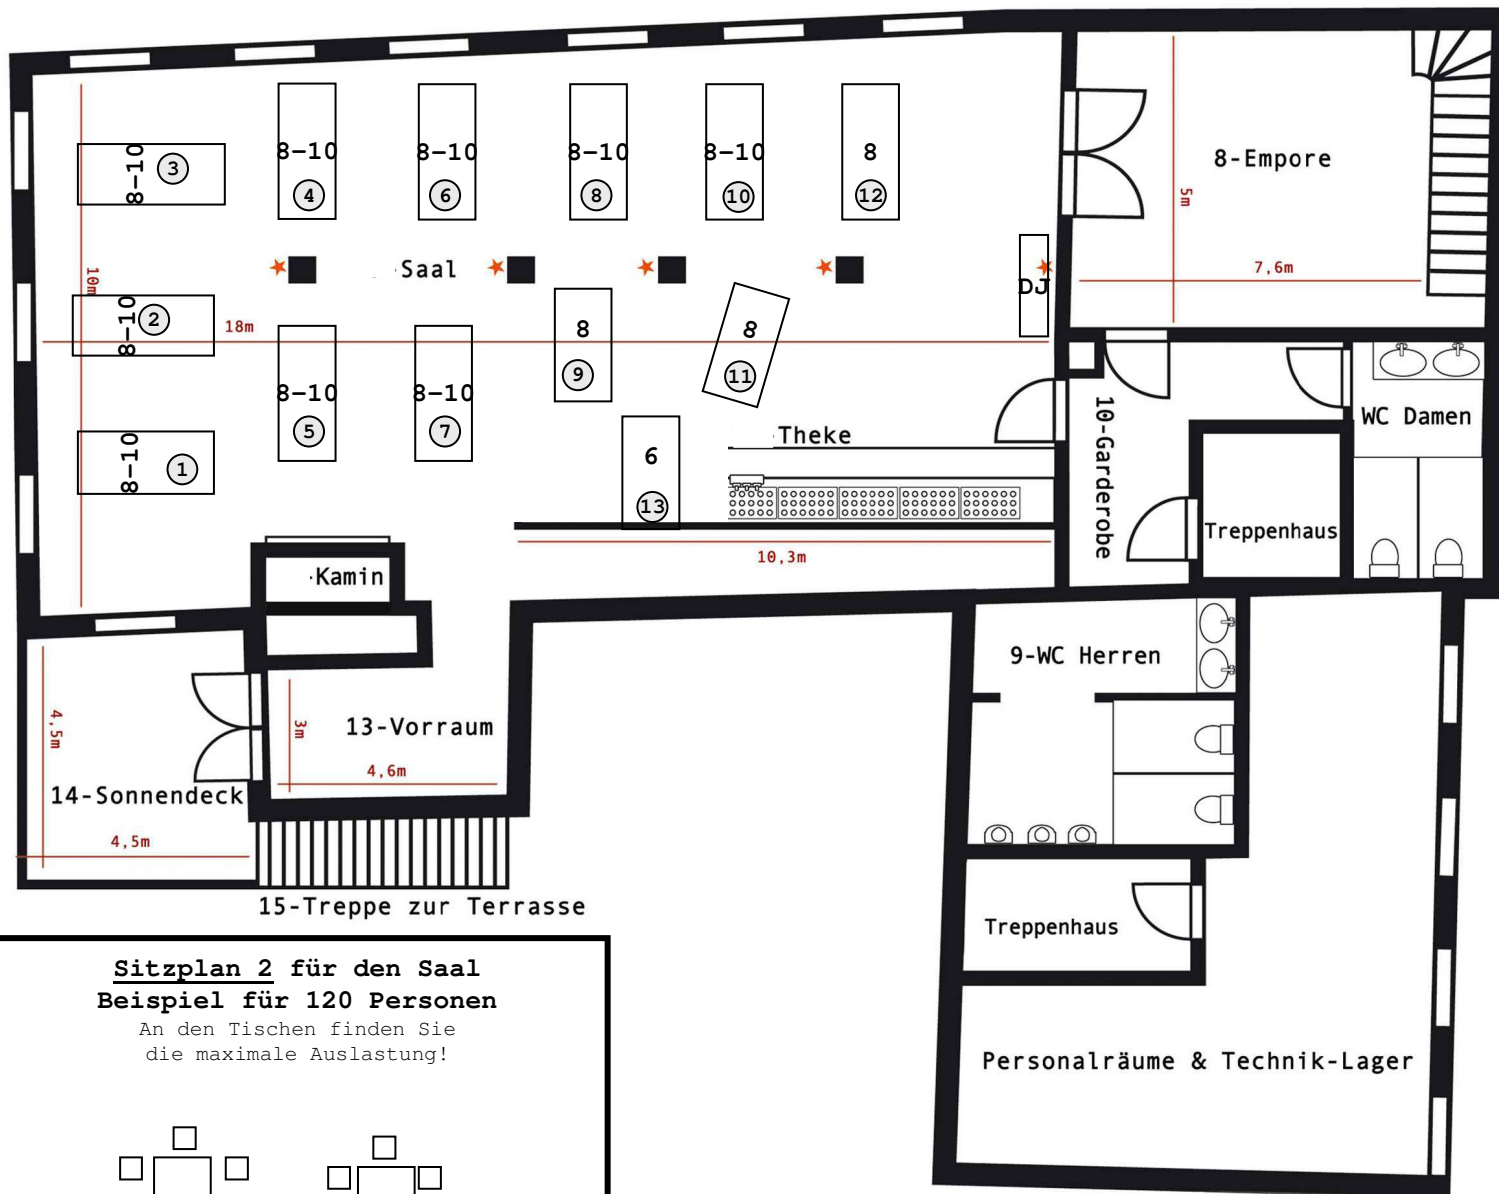 8-10
3
8-10
4
8-10
6
8-10
8
8-10
10
8
12
8-Empore
5m
7,6m
10m
Saal
DJ
8-10
2
18m
8-10
5
8-10
7
8
9
8
11
8-10
1
6
13
Theke
10,3m
10-Garderobe
WC Damen
Treppenhaus
Kamin
9-WC Herren
4,5m
3m
13-Vorraum
4,6m
14-Sonnendeck
4,5m
15-Treppe zur Terrasse
Treppenhaus
Personalräume & Technik-Lager
Sitzplan 2 für den Saal
Beispiel für 120 Personen
An den Tischen finden Sie
die maximale Auslastung!